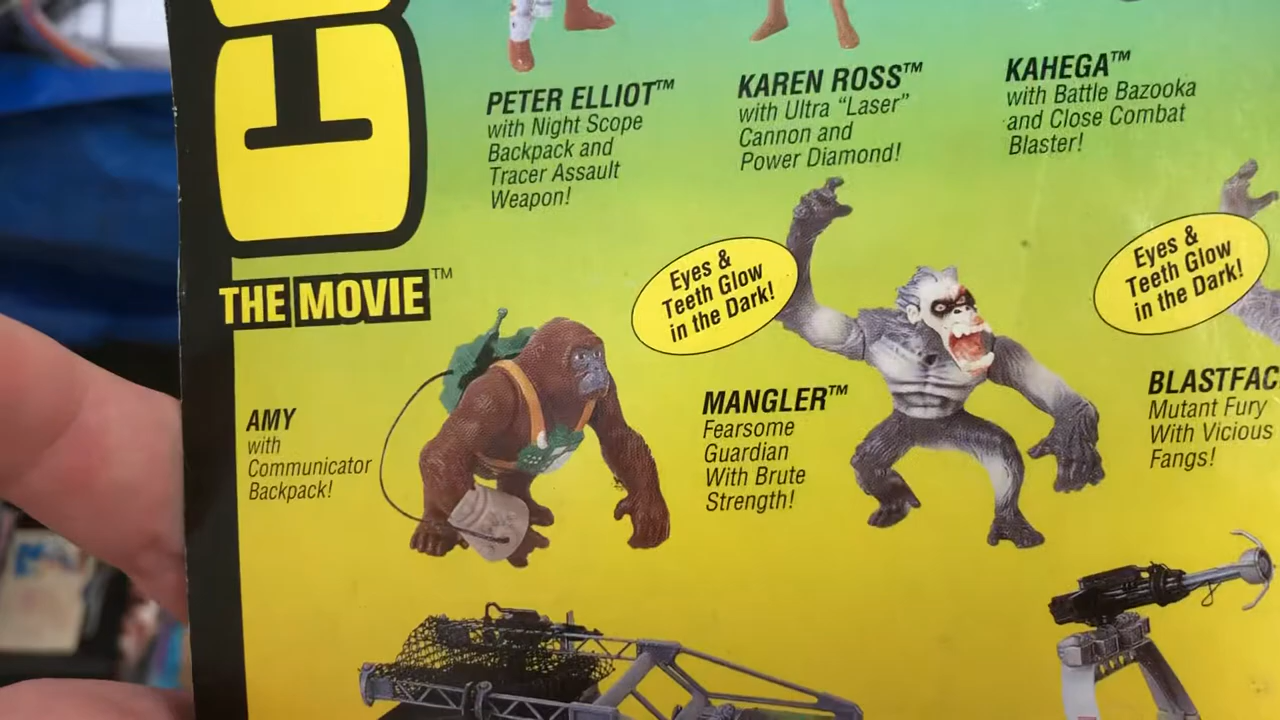 PETER ELLIOT™
with Night Scope
Backpack and
Tracer Assault
Weapon!
KAREN ROSS™
with Ultra “Laser”
Cannon and
Power Diamond!
KAHEGA™
with Battle Bazooka
and Close Combat
Blaster!
THE MOVIE™
Eyes &
Teeth Glow
in the Dark!
Eyes &
Teeth Glow
in the Dark!
AMY
with
Communicator
Backpack!
MANGLER™
Fearsome
Guardian
With Brute
Strength!
BLASTFAC
Mutant Fury
With Vicious
Fangs!